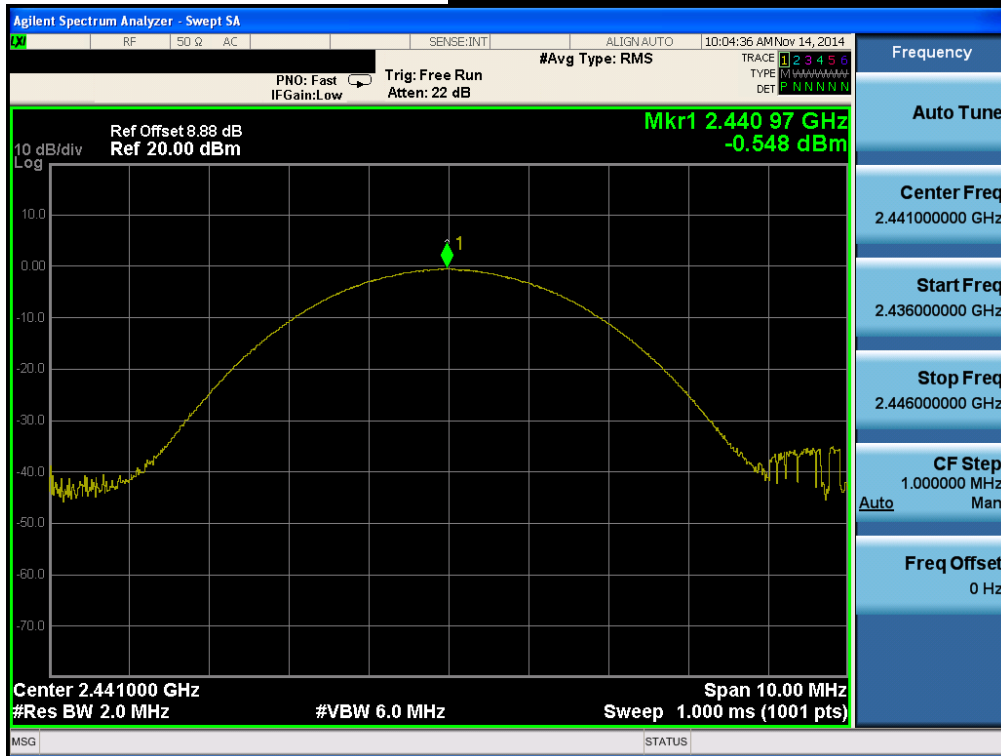 Agilent Spectrum Analyzer - Swept SA
LXI RF 50 Ω AC SENSE:INT ALIGN AUTO 10:04:36 AM Nov 14, 2014
#Avg Type: RMS
TRACE 1 2 3 4 5 6
TYPE M WWWWW
DET P N N N N N
PNO: Fast
IFGain:Low
Trig: Free Run
Atten: 22 dB
Mkr1 2.440 97 GHz
-0.548 dBm
Ref Offset 8.88 dB
10 dB/div Ref 20.00 dBm
Log
1
10.0
0.00
-10.0
-20.0
-30.0
-40.0
-50.0
-60.0
-70.0
Center 2.441000 GHz Span 10.00 MHz
#Res BW 2.0 MHz #VBW 6.0 MHz Sweep 1.000 ms (1001 pts)
MSG STATUS
Frequency
Auto Tune
Center Freq
2.441000000 GHz
Start Freq
2.436000000 GHz
Stop Freq
2.446000000 GHz
CF Step
1.000000 MHz
Auto Man
Freq Offset
0 Hz